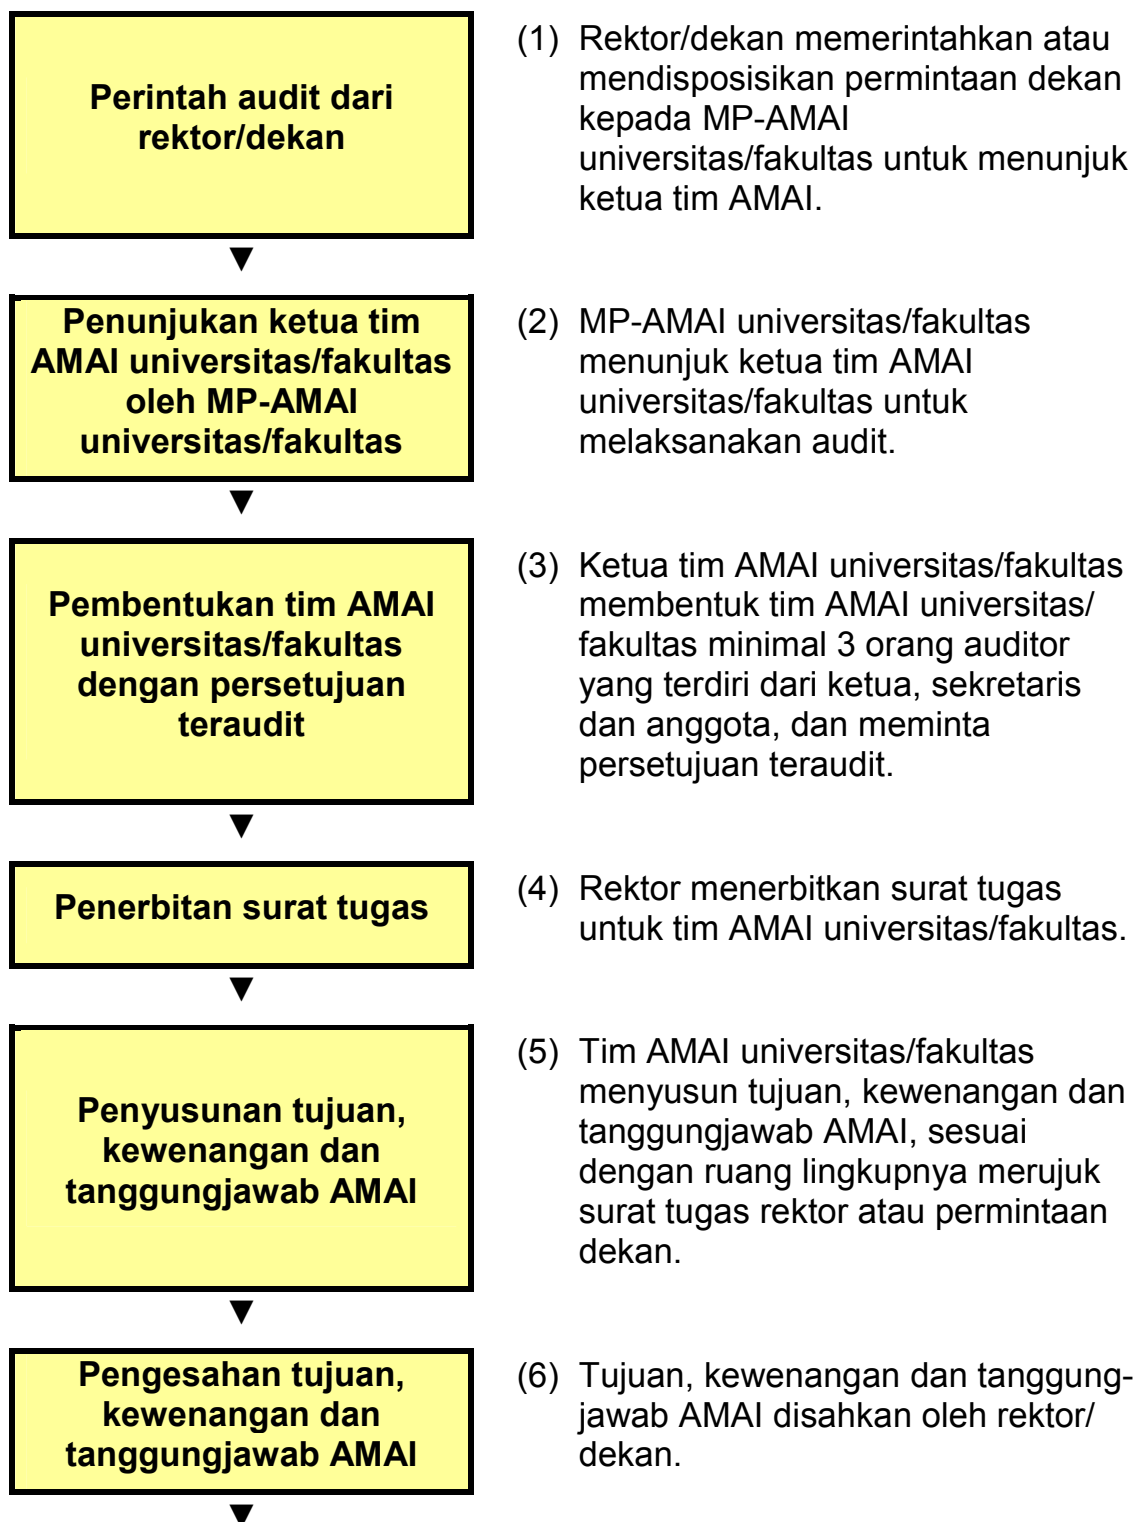 Perintah audit dari
rektor/dekan
(1) Rektor/dekan memerintahkan atau
mendisposisikan permintaan dekan
kepada MP-AMAI
universitas/fakultas untuk menunjuk
ketua tim AMAI.
▼
Penunjukan ketua tim
AMAI universitas/fakultas
oleh MP-AMAI
universitas/fakultas
(2) MP-AMAI universitas/fakultas
menunjuk ketua tim AMAI
universitas/fakultas untuk
melaksanakan audit.
▼
Pembentukan tim AMAI
universitas/fakultas
dengan persetujuan
teraudit
(3) Ketua tim AMAI universitas/fakultas
membentuk tim AMAI universitas/
fakultas minimal 3 orang auditor
yang terdiri dari ketua, sekretaris
dan anggota, dan meminta
persetujuan teraudit.
▼
Penerbitan surat tugas
(4) Rektor menerbitkan surat tugas
untuk tim AMAI universitas/fakultas.
▼
Penyusunan tujuan,
kewenangan dan
tanggungjawab AMAI
(5) Tim AMAI universitas/fakultas
menyusun tujuan, kewenangan dan
tanggungjawab AMAI, sesuai
dengan ruang lingkupnya merujuk
surat tugas rektor atau permintaan
dekan.
▼
Pengesahan tujuan,
kewenangan dan
tanggungjawab AMAI
(6) Tujuan, kewenangan dan tanggung-
jawab AMAI disahkan oleh rektor/
dekan.
▼